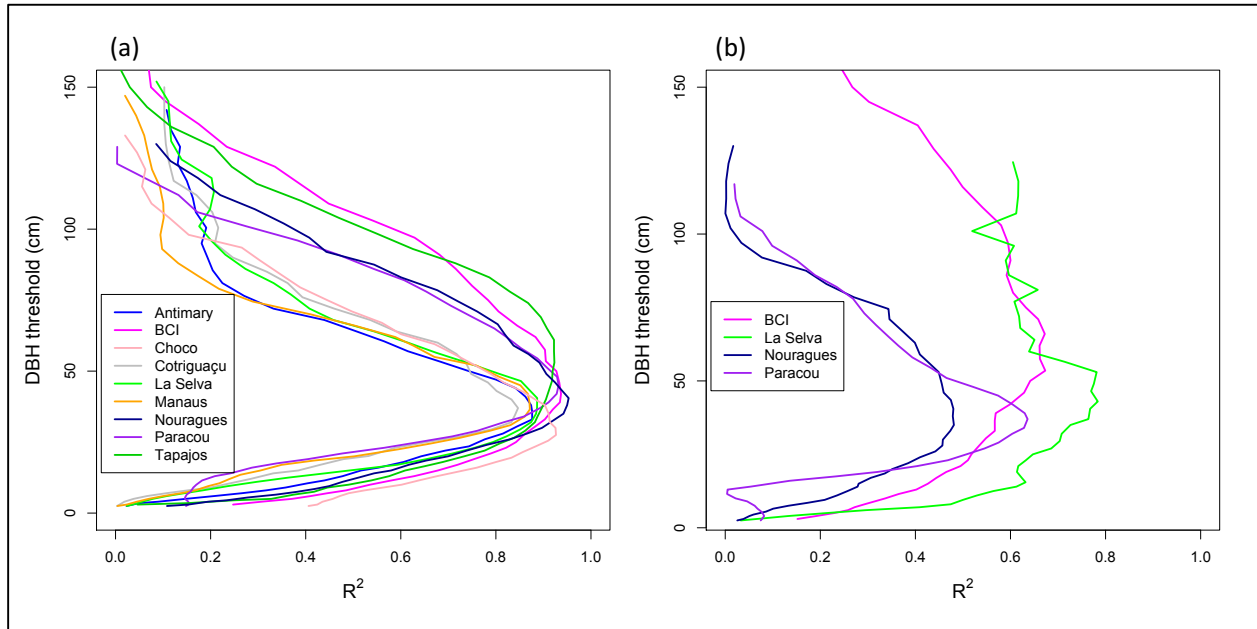 (a)
DBH threshold (cm)
150
100
50
0
Antimary
BCI
Choco
Cotriguaçu
La Selva
Manaus
Nouragues
Paracou
Tapajos
0.0 0.2 0.4 0.6 0.8 1.0
R²
(b)
DBH threshold (cm)
150
100
50
0
BCI
La Selva
Nouragues
Paracou
0.0 0.2 0.4 0.6 0.8 1.0
R²